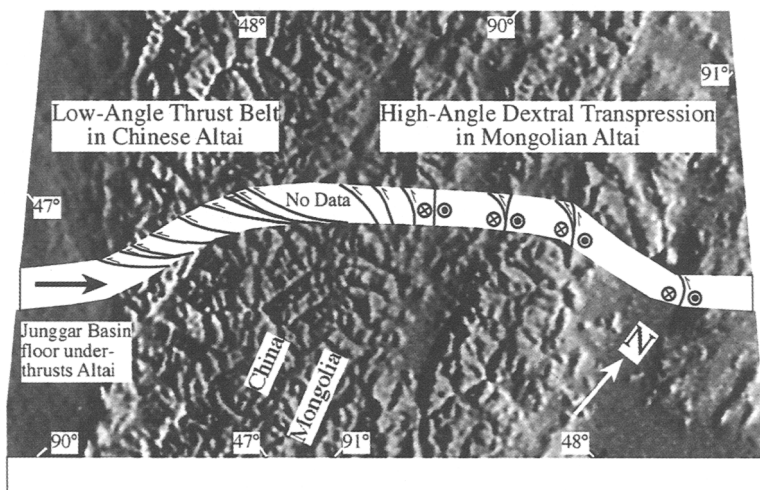 48°
90°
91°
Low-Angle Thrust Belt
in Chinese Altai
High-Angle Dextral Transpression
in Mongolian Altai
47°
No Data
Junggar Basin
floor under-
thrusts Altai
China
Mongolia
N
90°
47°
91°
48°